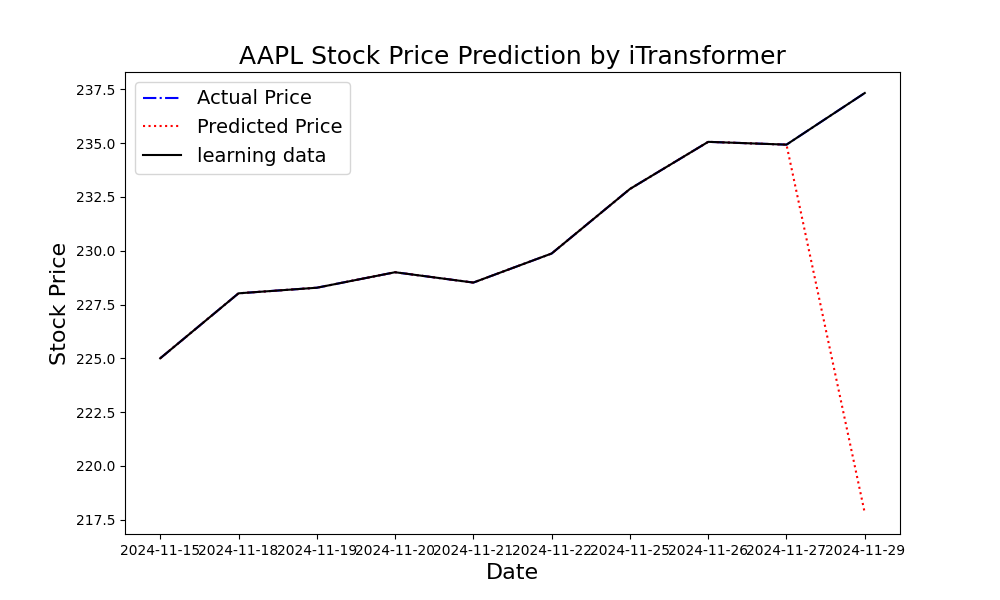 AAPL Stock Price Prediction by iTransformer
Actual Price
Predicted Price
learning data
237.5
235.0
232.5
230.0
227.5
225.0
222.5
220.0
217.5
Stock Price
2024-11-15 2024-11-18 2024-11-19 2024-11-20 2024-11-21 2024-11-22 2024-11-25 2024-11-26 2024-11-27 2024-11-29
Date